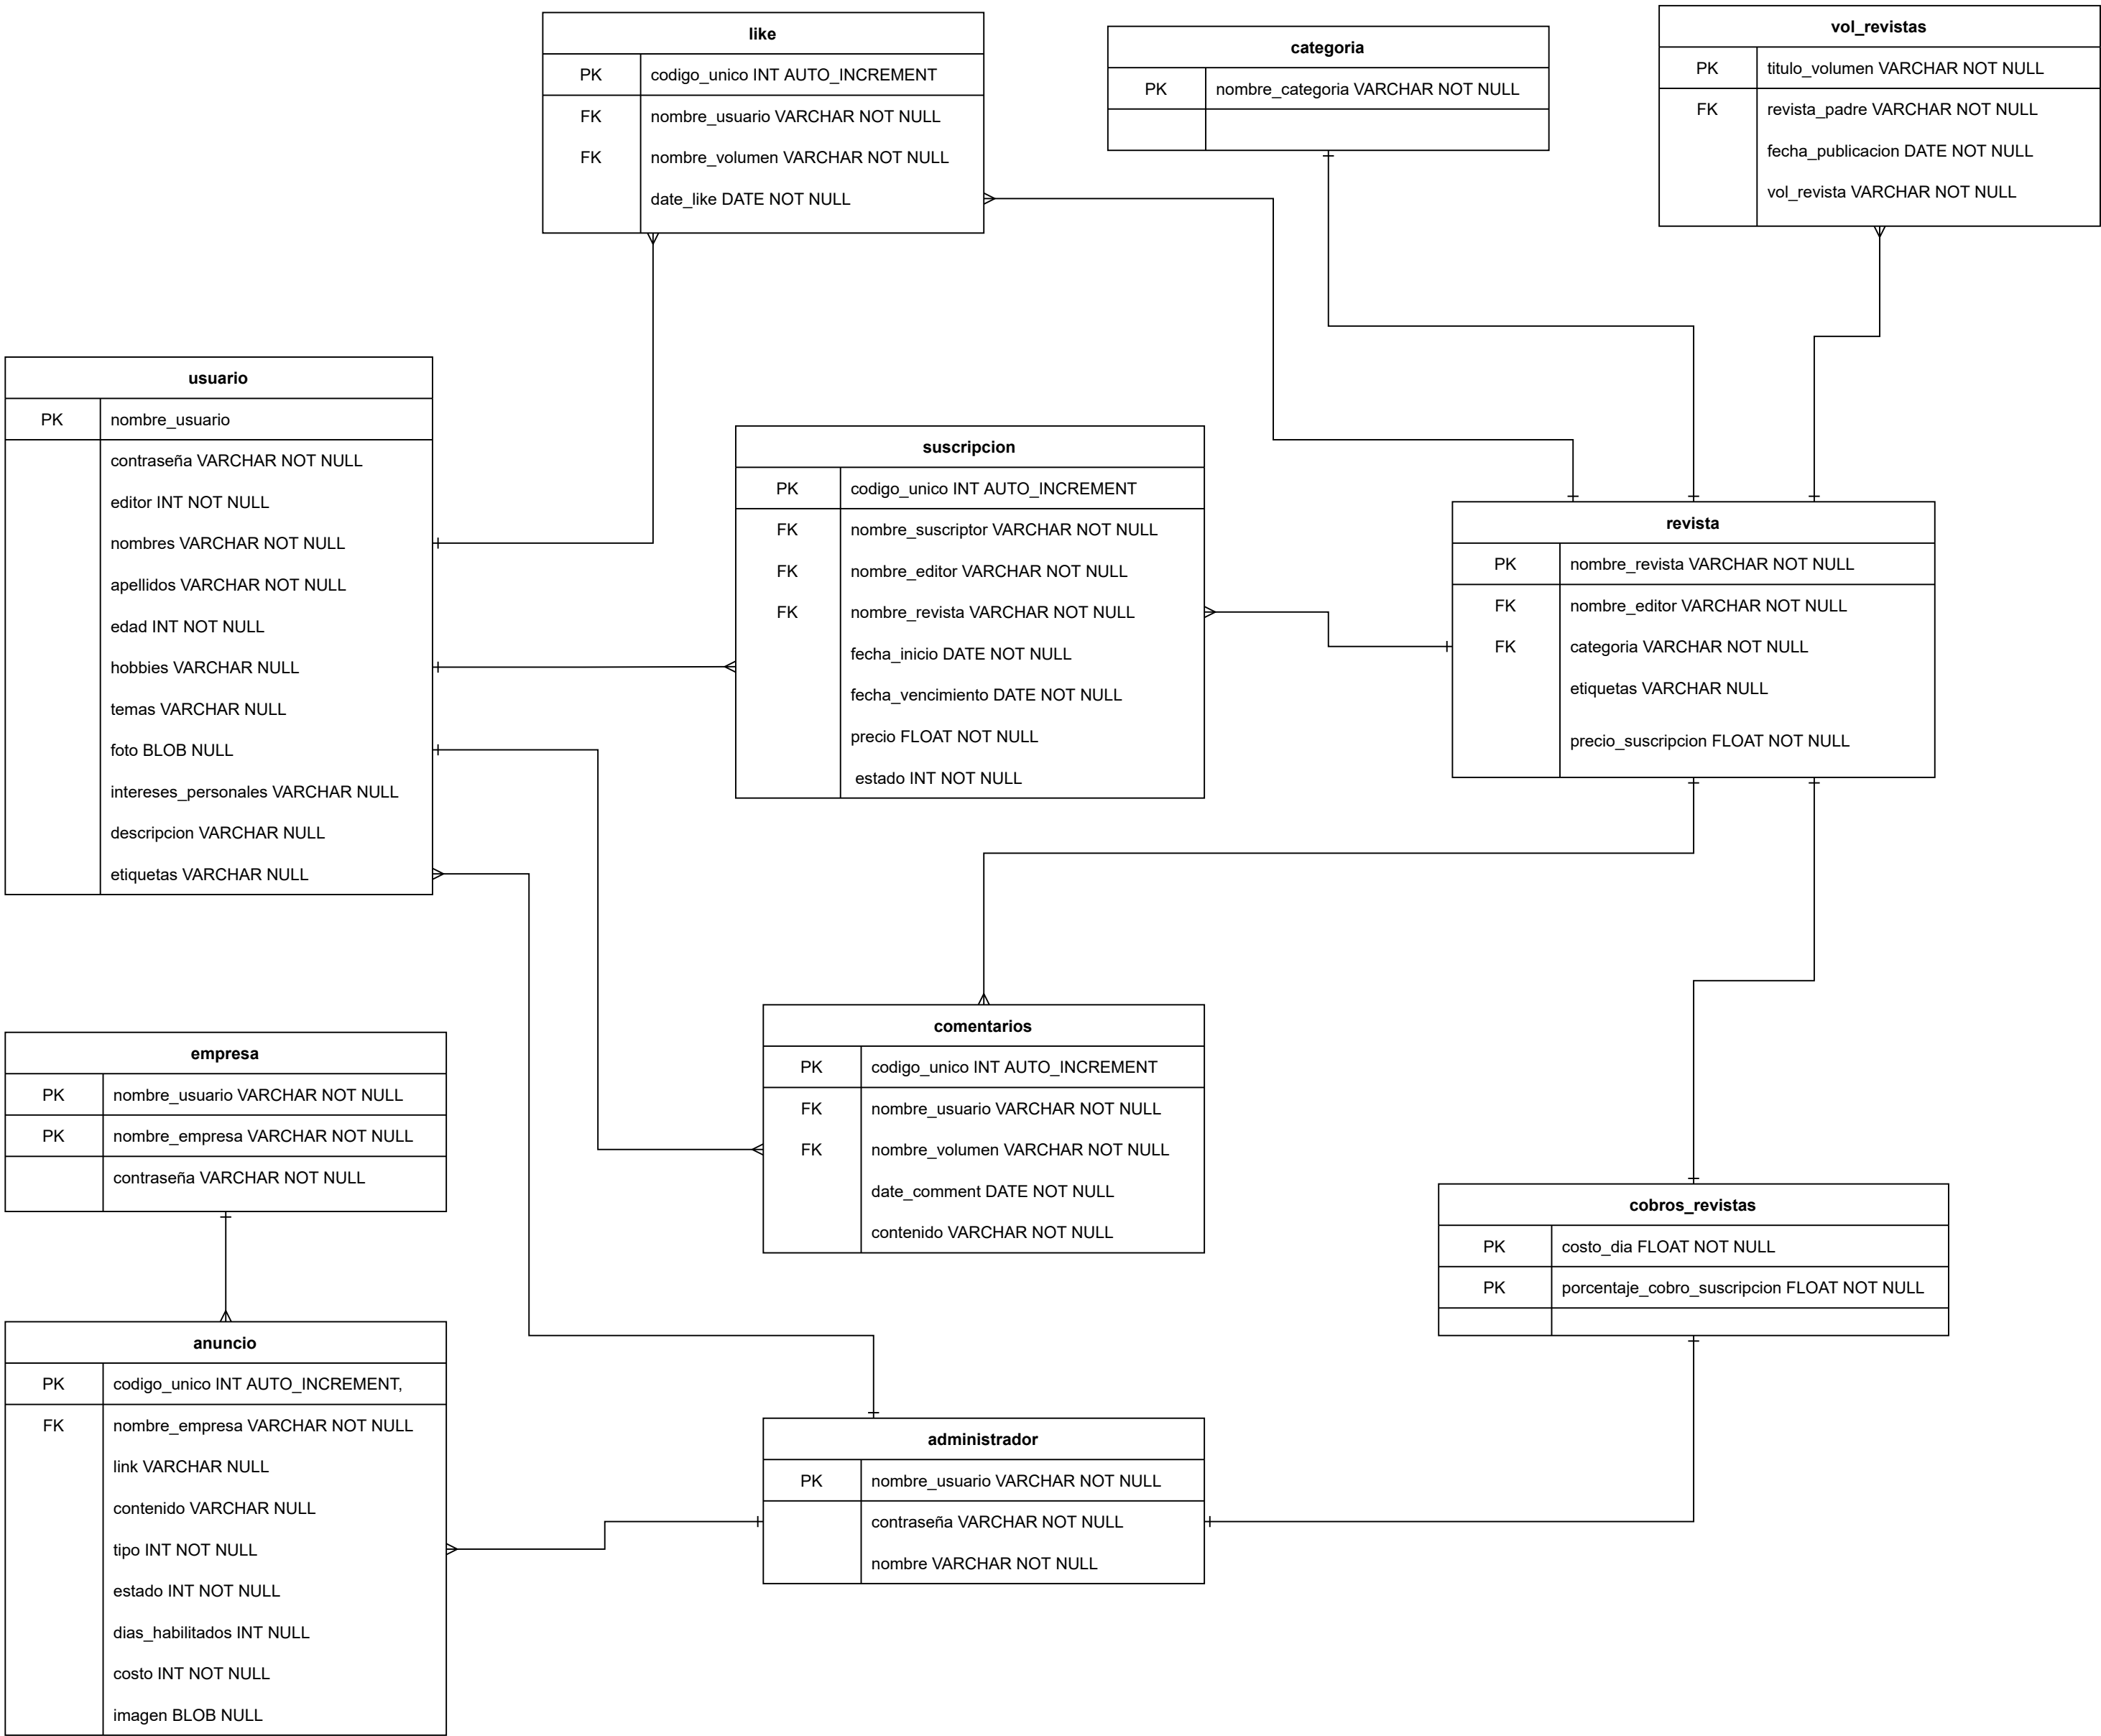 like
PK codigo_unico INT AUTO_INCREMENT
FK nombre_usuario VARCHAR NOT NULL
FK nombre_volumen VARCHAR NOT NULL
date_like DATE NOT NULL
categoria
PK nombre_categoria VARCHAR NOT NULL
vol_revistas
PK titulo_volumen VARCHAR NOT NULL
FK revista_padre VARCHAR NOT NULL
fecha_publicacion DATE NOT NULL
vol_revista VARCHAR NOT NULL
usuario
PK nombre_usuario
contraseña VARCHAR NOT NULL
editor INT NOT NULL
nombres VARCHAR NOT NULL
apellidos VARCHAR NOT NULL
edad INT NOT NULL
hobbies VARCHAR NULL
temas VARCHAR NULL
foto BLOB NULL
intereses_personales VARCHAR NULL
descripcion VARCHAR NULL
etiquetas VARCHAR NULL
suscripcion
PK codigo_unico INT AUTO_INCREMENT
FK nombre_suscriptor VARCHAR NOT NULL
FK nombre_editor VARCHAR NOT NULL
FK nombre_revista VARCHAR NOT NULL
fecha_inicio DATE NOT NULL
fecha_vencimiento DATE NOT NULL
precio FLOAT NOT NULL
estado INT NOT NULL
revista
PK nombre_revista VARCHAR NOT NULL
FK nombre_editor VARCHAR NOT NULL
FK categoria VARCHAR NOT NULL
etiquetas VARCHAR NULL
precio_suscripcion FLOAT NOT NULL
empresa
PK nombre_usuario VARCHAR NOT NULL
PK nombre_empresa VARCHAR NOT NULL
contraseña VARCHAR NOT NULL
comentarios
PK codigo_unico INT AUTO_INCREMENT
FK nombre_usuario VARCHAR NOT NULL
FK nombre_volumen VARCHAR NOT NULL
date_comment DATE NOT NULL
contenido VARCHAR NOT NULL
cobros_revistas
PK costo_dia FLOAT NOT NULL
PK porcentaje_cobro_suscripcion FLOAT NOT NULL
anuncio
PK codigo_unico INT AUTO_INCREMENT,
FK nombre_empresa VARCHAR NOT NULL
link VARCHAR NULL
contenido VARCHAR NULL
tipo INT NOT NULL
estado INT NOT NULL
dias_habilitados INT NULL
costo INT NOT NULL
imagen BLOB NULL
administrador
PK nombre_usuario VARCHAR NOT NULL
contraseña VARCHAR NOT NULL
nombre VARCHAR NOT NULL